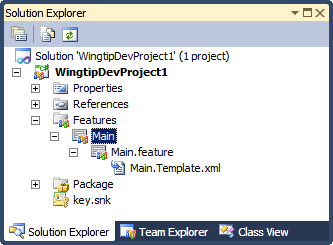 Solution Explorer
Solution 'WingtipDevProject1' (1 project)
WingtipDevProject1
Properties
References
Features
Main
Main.feature
Main.Template.xml
Package
key.snk
Solution Explorer Team Explorer Class View